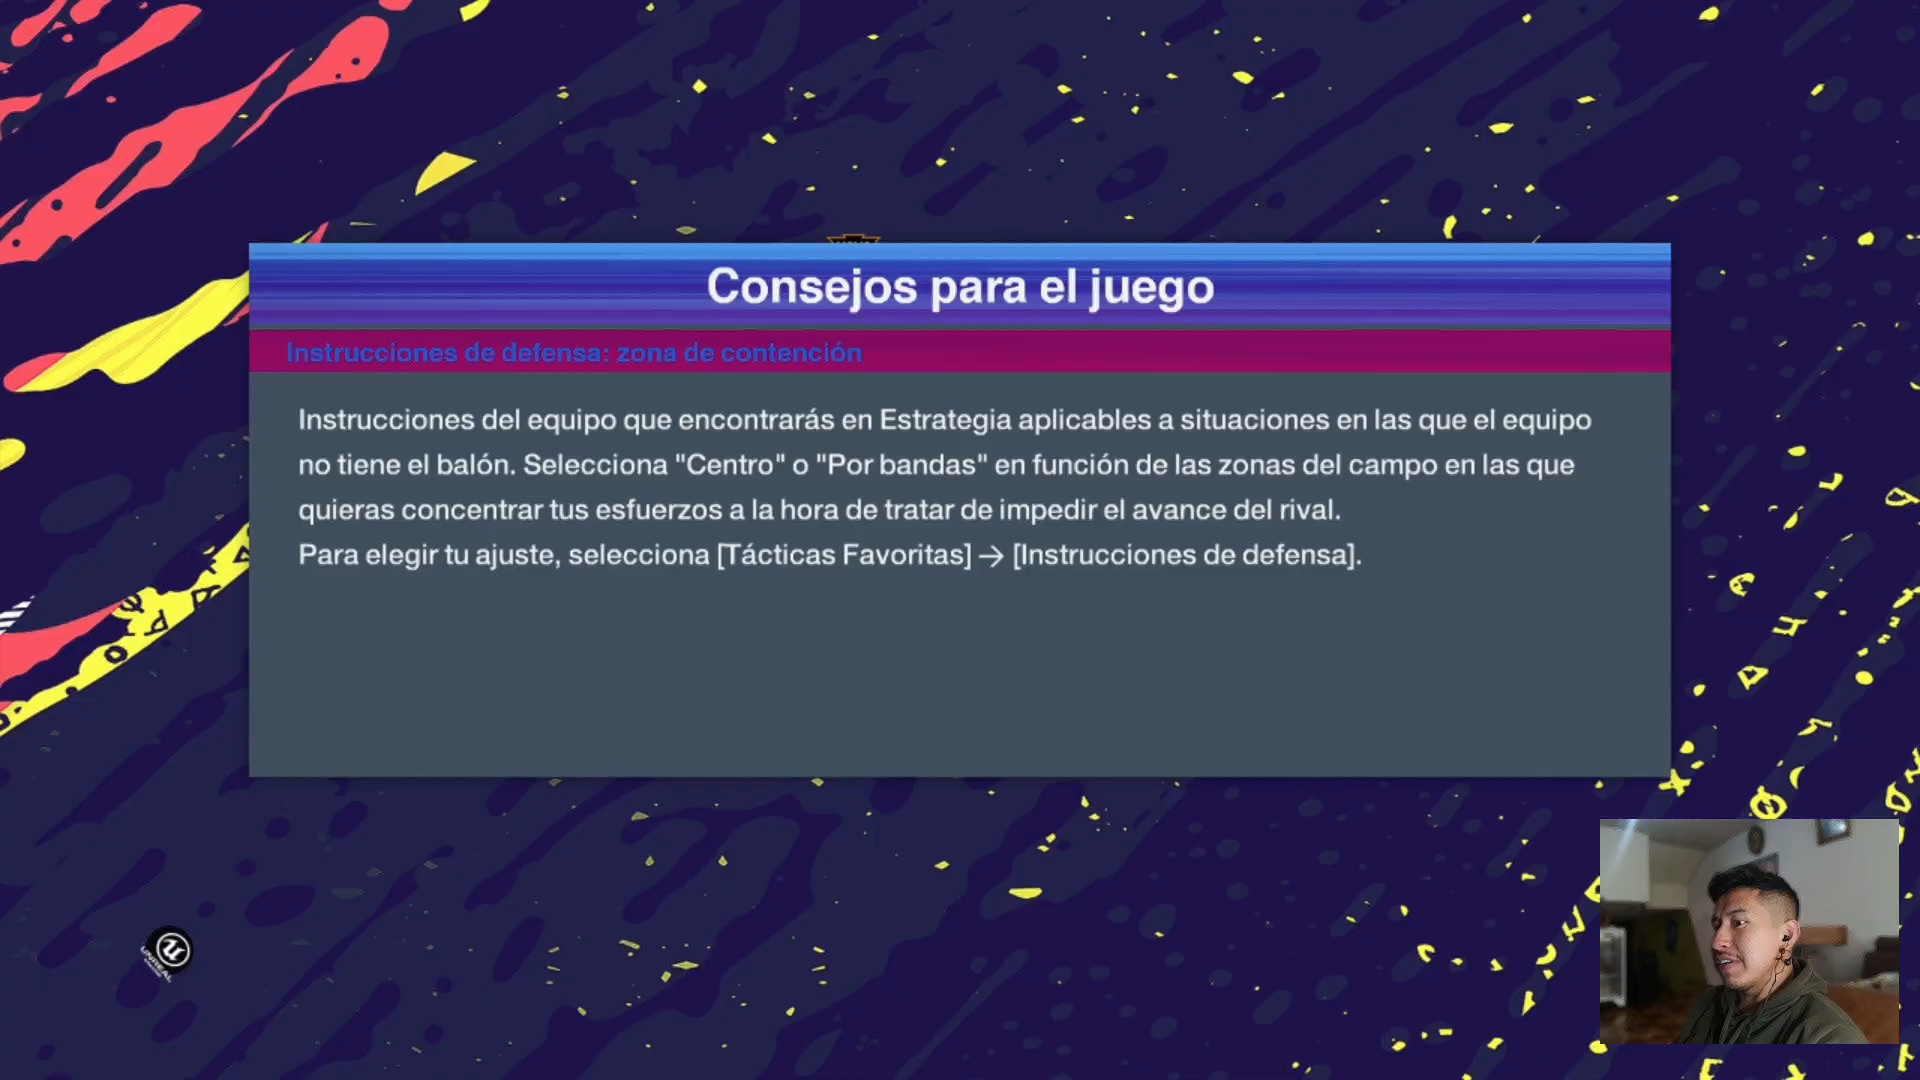 Consejos para el juego
Instrucciones de defensa: zona de contención
Instrucciones del equipo que encontrarás en Estrategia aplicables a situaciones en las que el equipo
no tiene el balón. Selecciona "Centro" o "Por bandas" en función de las zonas del campo en las que
quieras concentrar tus esfuerzos a la hora de tratar de impedir el avance del rival.
Para elegir tu ajuste, selecciona [Tácticas Favoritas] → [Instrucciones de defensa].
UNREAL